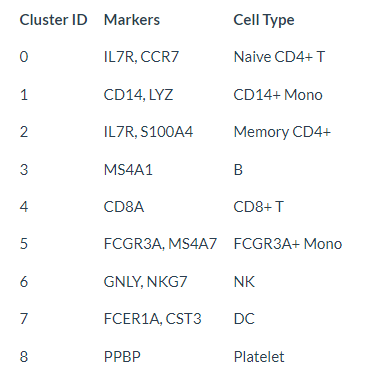 Cluster ID Markers Cell Type
0 IL7R, CCR7 Naive CD4+ T
1 CD14, LYZ CD14+ Mono
2 IL7R, S100A4 Memory CD4+
3 MS4A1 B
4 CD8A CD8+ T
5 FCGR3A, MS4A7 FCGR3A+ Mono
6 GNLY, NKG7 NK
7 FCER1A, CST3 DC
8 PPBP Platelet